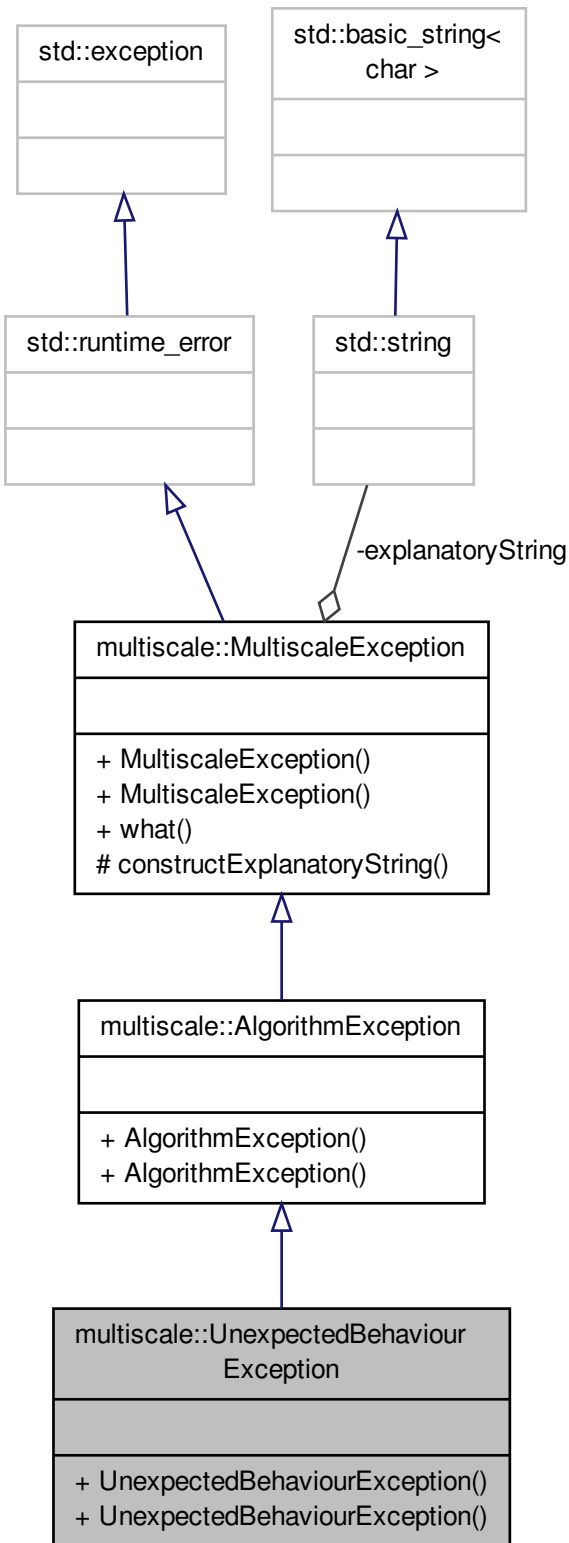 std::exception
std::basic_string<
char >
std::runtime_error
std::string
-explanatoryString
multiscale::MultiscaleException
+ MultiscaleException()
+ MultiscaleException()
+ what()
# constructExplanatoryString()
multiscale::AlgorithmException
+ AlgorithmException()
+ AlgorithmException()
multiscale::UnexpectedBehaviour
Exception
+ UnexpectedBehaviourException()
+ UnexpectedBehaviourException()